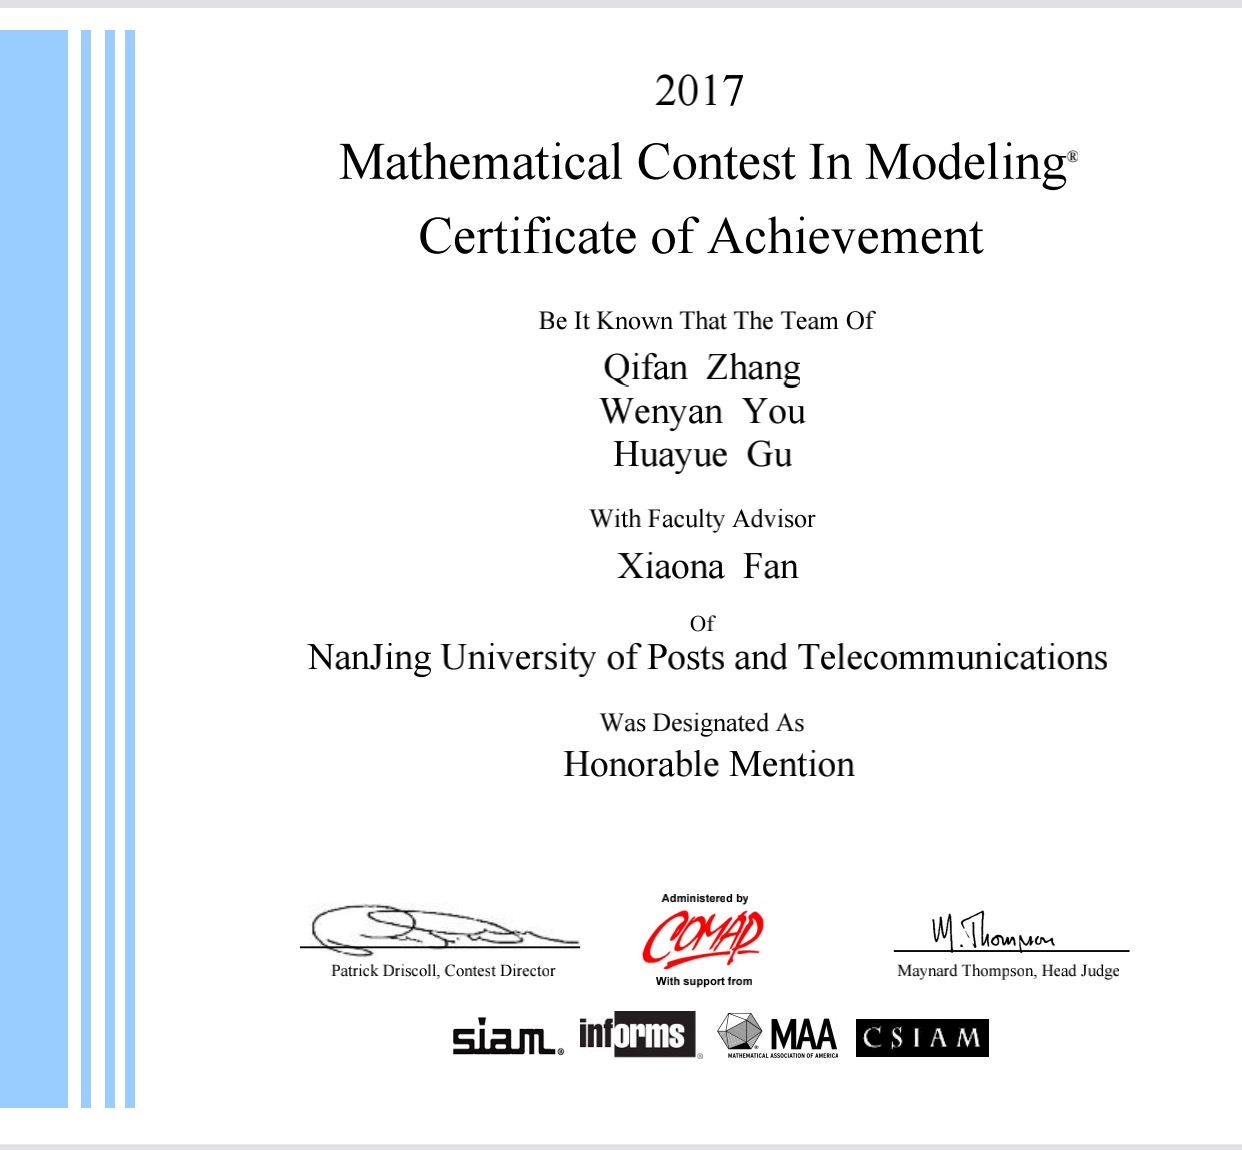 2017
Mathematical Contest In Modeling®
Certificate of Achievement
Be It Known That The Team Of
Qifan Zhang
Wenyan You
Huayue Gu
With Faculty Advisor
Xiaona Fan
Of
NanJing University of Posts and Telecommunications
Was Designated As
Honorable Mention
Administered by
COMAP
With support from
M. Thompson
Patrick Driscoll, Contest Director
Maynard Thompson, Head Judge
siam®
informs®
MAA
MATHEMATICAL ASSOCIATION OF AMERICA
CSIAM